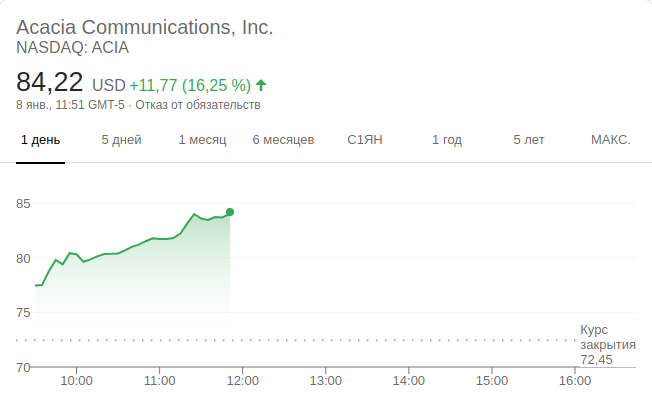 Acacia Communications, Inc.
NASDAQ: ACIA
84,22 USD +11,77 (16,25 %)
8 янв., 11:51 GMT-5 · Отказ от обязательств
1 день 5 дней 1 месяц 6 месяцев С1ЯН 1 год 5 лет МАКС.
85
80
75
Курс
закрытия
72,45
70
10:00 11:00 12:00 13:00 14:00 15:00 16:00